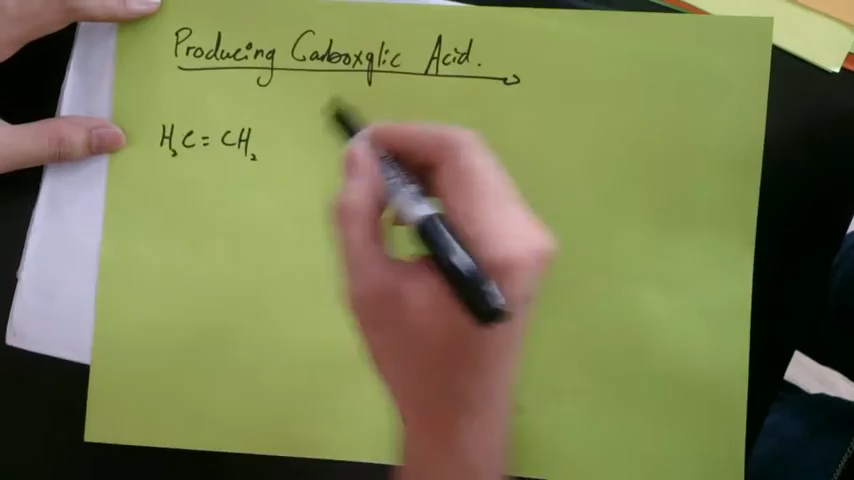 Producing Carboxylic Acid.
H₂C = CH₂